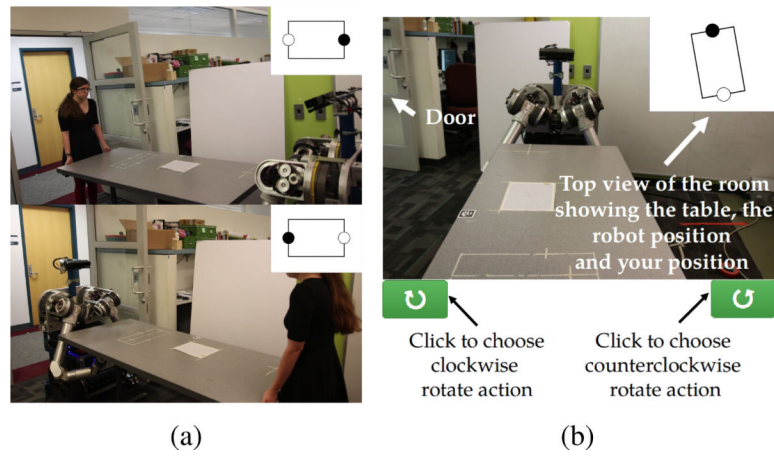 Door
Top view of the room
showing the table, the
robot position
and your position
↻
↺
Click to choose
clockwise
rotate action
Click to choose
counterclockwise
rotate action
(a)
(b)